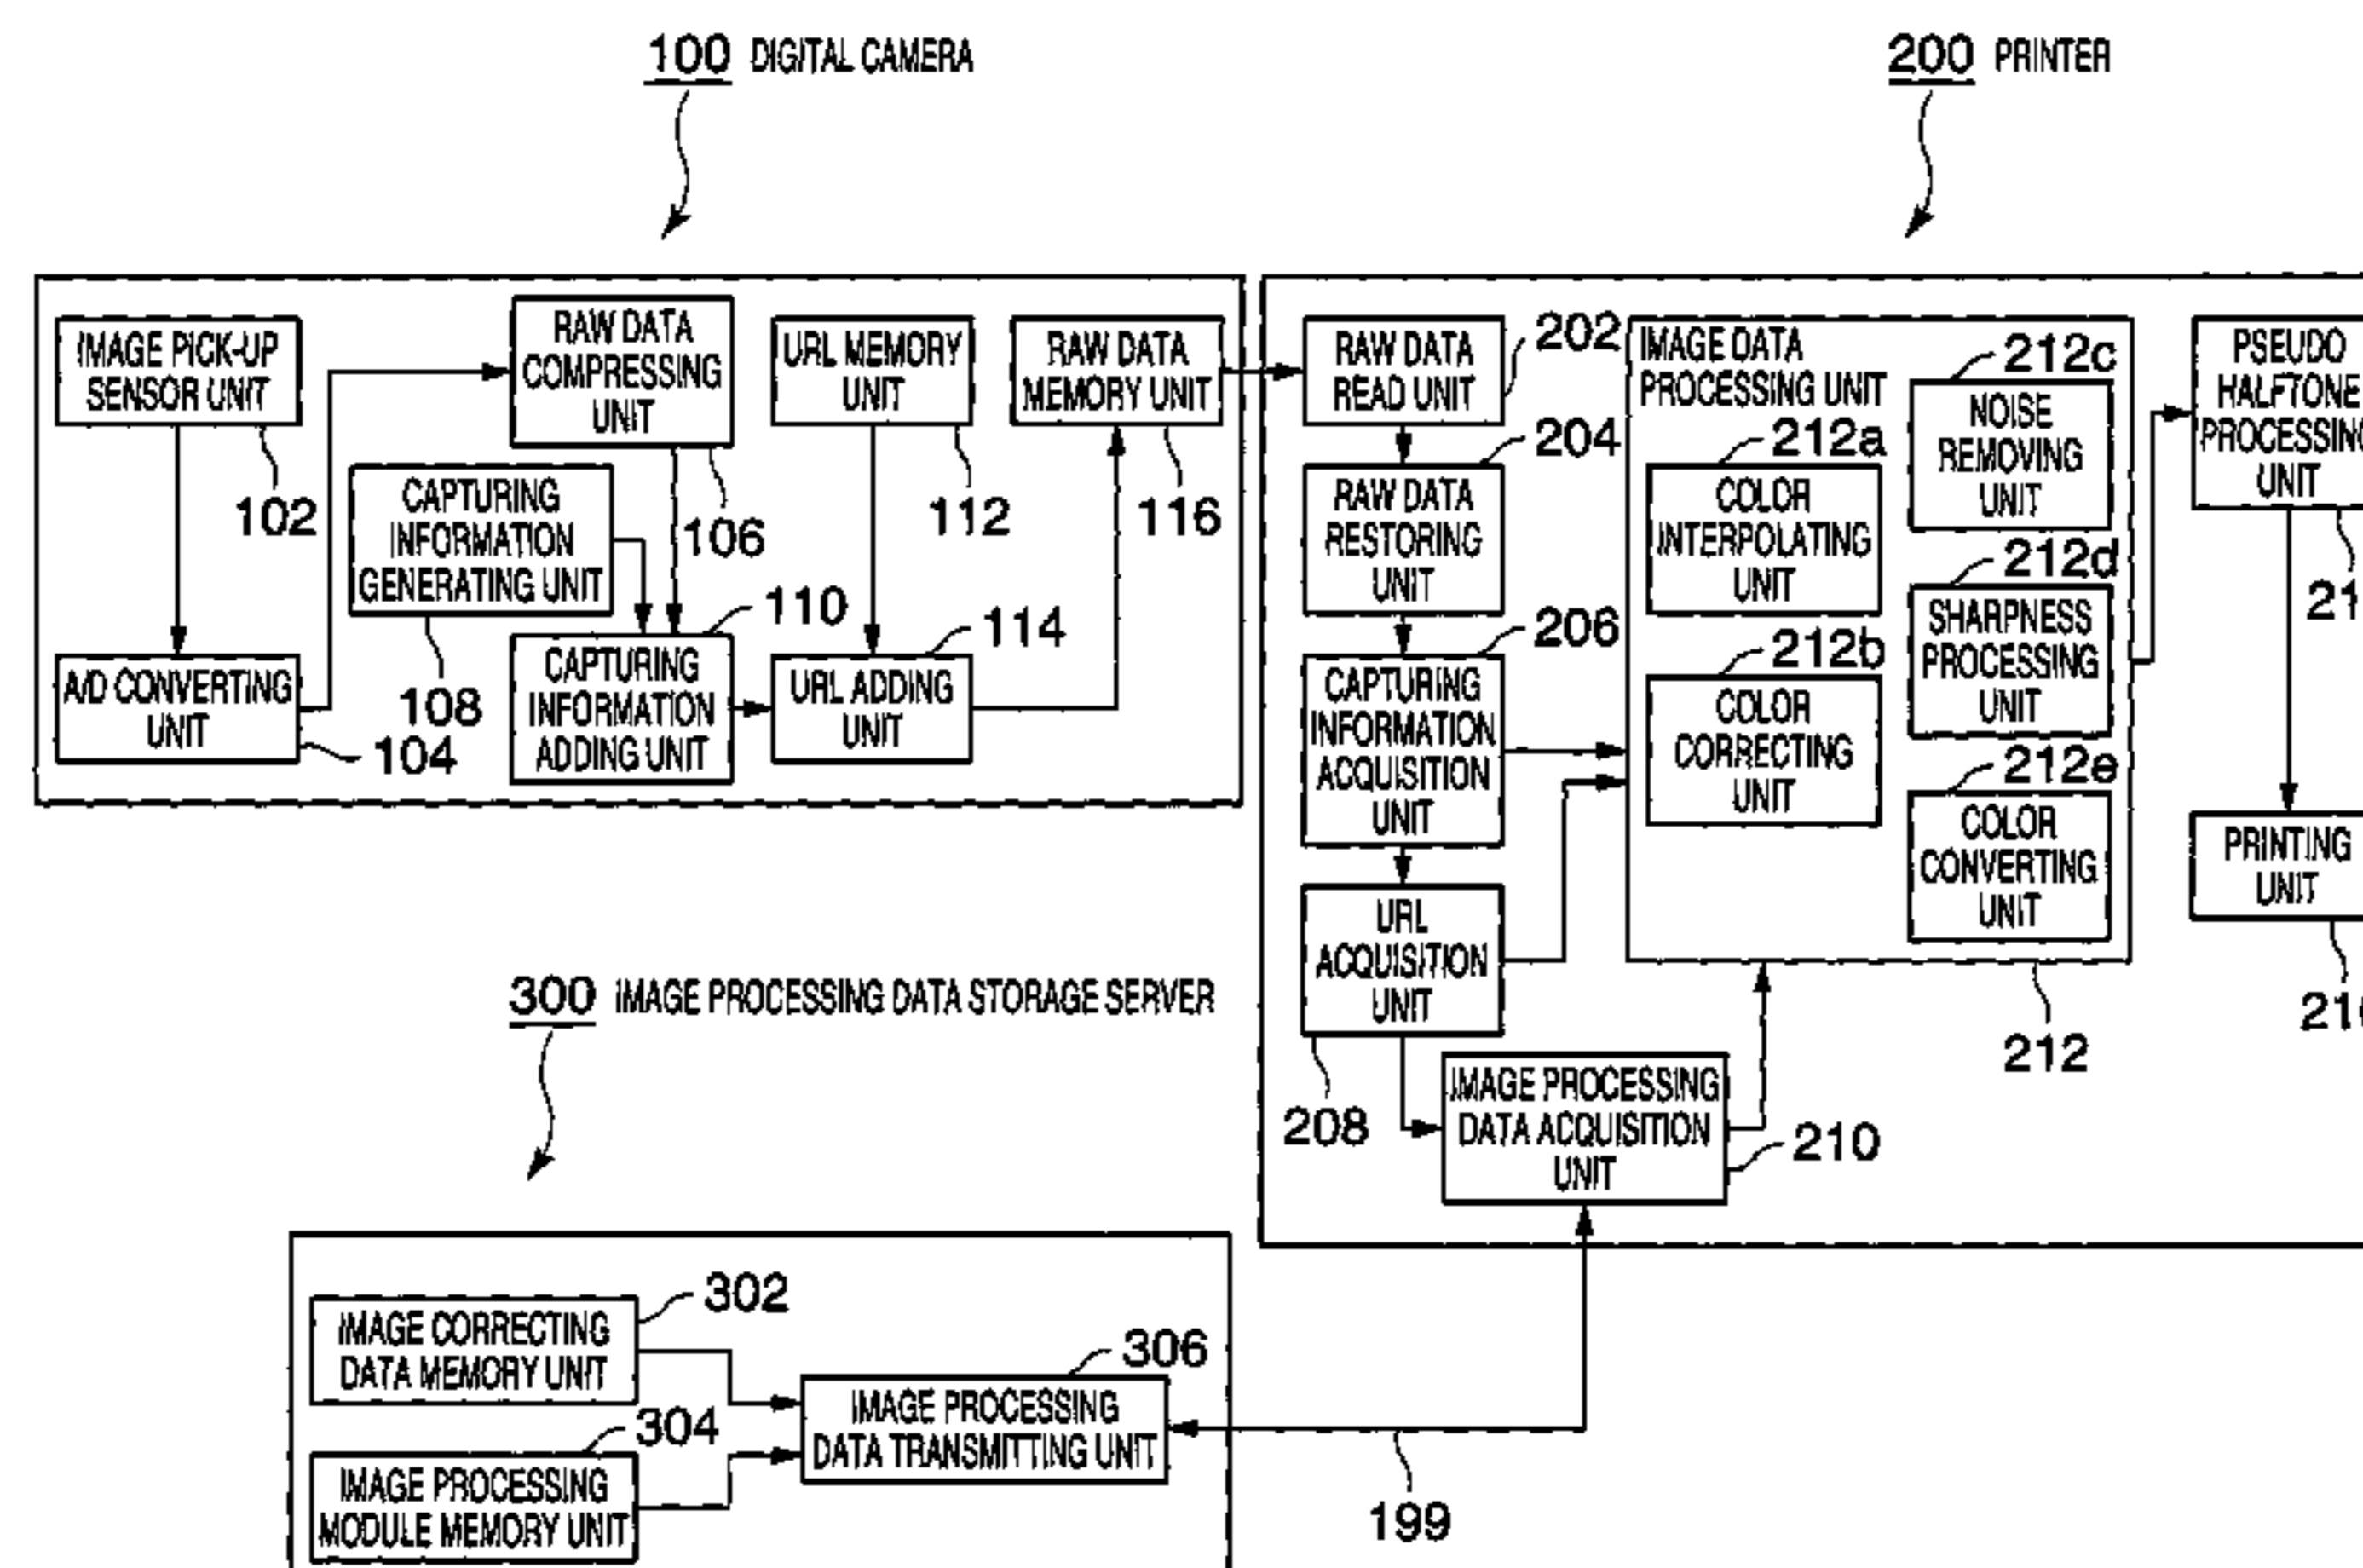 100 DIGITAL CAMERA
200 PRINTER
IMAGE PICK-UP
SENSOR UNIT
102
A/D CONVERTING
UNIT
104
RAW DATA
COMPRESSING
UNIT
106
CAPTURING
INFORMATION
GENERATING UNIT
108
CAPTURING
INFORMATION
ADDING UNIT
110
URL MEMORY
UNIT
112
URL ADDING
UNIT
114
RAW DATA
MEMORY UNIT
116
RAW DATA
READ UNIT
202
RAW DATA
RESTORING
UNIT
204
CAPTURING
INFORMATION
ACQUISITION
UNIT
206
URL
ACQUISITION
UNIT
208
IMAGE PROCESSING
DATA ACQUISITION
UNIT
210
IMAGE DATA
PROCESSING UNIT
212a
COLOR
INTERPOLATING
UNIT
212b
COLOR
CORRECTING
UNIT
212c
NOISE
REMOVING
UNIT
212d
SHARPNESS
PROCESSING
UNIT
212e
COLOR
CONVERTING
UNIT
212
PSEUDO
HALFTONE
PROCESSING
UNIT
21
PRINTING
UNIT
300 IMAGE PROCESSING DATA STORAGE SERVER
IMAGE CORRECTING
DATA MEMORY UNIT
302
IMAGE PROCESSING
MODULE MEMORY UNIT
304
IMAGE PROCESSING
DATA TRANSMITTING UNIT
306
199